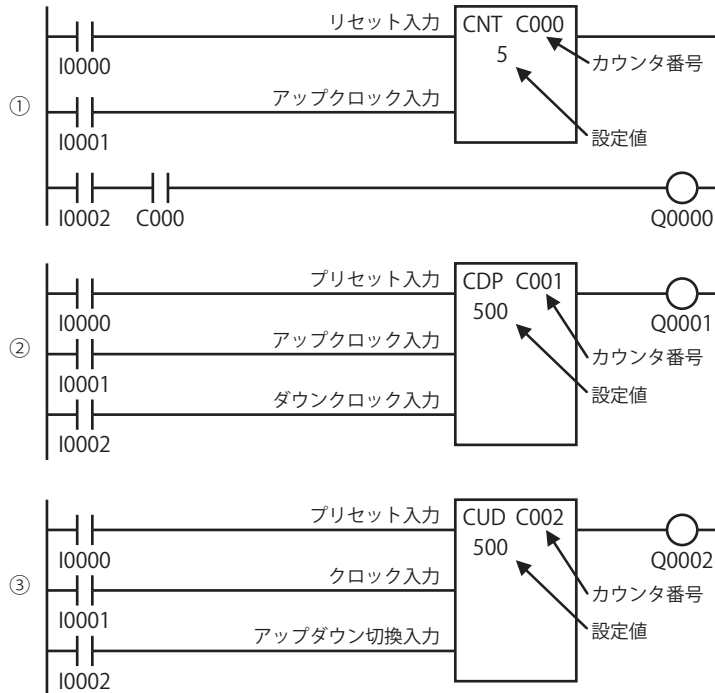 リセット入力 CNT C000
I0000 5 カウンタ番号
① アップクロック入力
I0001 設定値
I0002 C000 Q0000
プリセット入力 CDP C001
I0000 500 Q0001
② アップクロック入力
I0001 カウンタ番号
ダウンクロック入力 設定値
I0002
プリセット入力 CUD C002
I0000 500 Q0002
③ クロック入力
I0001 カウンタ番号
アップダウン切換入力 設定値
I0002